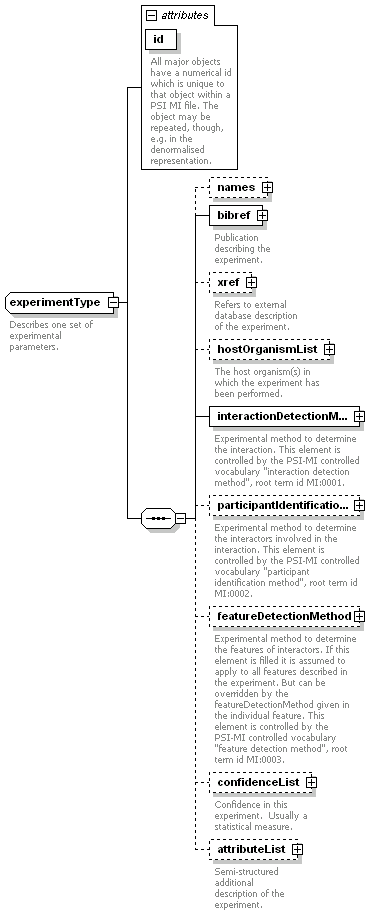 attributes
id
All major objects
have a numerical id
which is unique to
that object within a
PSI MI file. The
object may be
repeated, though,
e.g. in the
denormalised
representation.
names
bibref
Publication
describing the
experiment.
xref
Refers to external
database description
of the experiment.
experimentType
Describes one set of
experimental
parameters.
hostOrganismList
The host organism(s) in
which the experiment has
been performed.
interactionDetectionM...
Experimental method to determine
the interaction. This element is
controlled by the PSI-MI controlled
vocabulary "interaction detection
method", root term id MI:0001.
participantIdentificatio...
Experimental method to determine
the interactors involved in the
interaction. This element is
controlled by the PSI-MI controlled
vocabulary "participant
identification method", root term id
MI:0002.
featureDetectionMethod
Experimental method to determine
the features of interactors. If this
element is filled it is assumed to
apply to all features described in
the experiment. But can be
overridden by the
featureDetectionMethod given in
the individual feature. This
element is controlled by the
PSI-MI controlled vocabulary
"feature detection method", root
term id MI:0003.
confidenceList
Confidence in this
experiment.  Usually a
statistical measure.
attributeList
Semi-structured
additional
description of the
experiment.